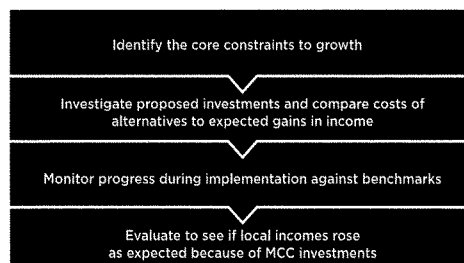 Identify the core constraints to growth
Investigate proposed investments and compare costs of
alternatives to expected gains in income
Monitor progress during implementation against benchmarks
Evaluate to see if local incomes rose
as expected because of MCC investments